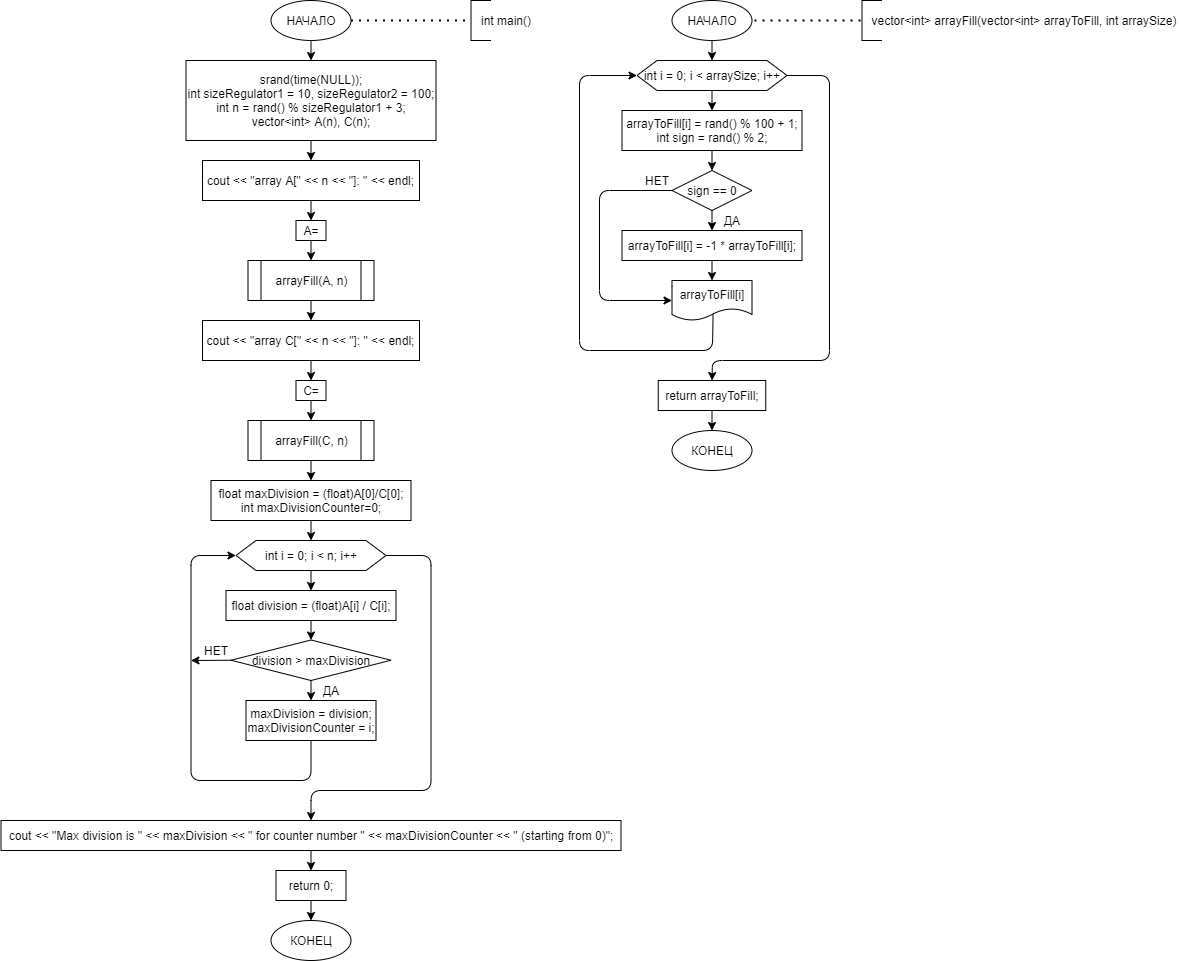 НАЧАЛО
int main()
srand(time(NULL));
int sizeRegulator1 = 10, sizeRegulator2 = 100;
int n = rand() % sizeRegulator1 + 3;
vector<int> A(n), C(n);
cout << "array A[" << n << "]: " << endl;
A=
arrayFill(A, n)
cout << "array C[" << n << "]: " << endl;
C=
arrayFill(C, n)
float maxDivision = (float)A[0]/C[0];
int maxDivisionCounter=0;
int i = 0; i < n; i++
float division = (float)A[i] / C[i];
НЕТ
division > maxDivision
ДА
maxDivision = division;
maxDivisionCounter = i;
cout << "Max division is " << maxDivision << " for counter number " << maxDivisionCounter << " (starting from 0)";
return 0;
КОНЕЦ
НАЧАЛО
vector<int> arrayFill(vector<int> arrayToFill, int arraySize)
int i = 0; i < arraySize; i++
arrayToFill[i] = rand() % 100 + 1;
int sign = rand() % 2;
НЕТ
sign == 0
ДА
arrayToFill[i] = -1 * arrayToFill[i];
arrayToFill[i]
return arrayToFill;
КОНЕЦ